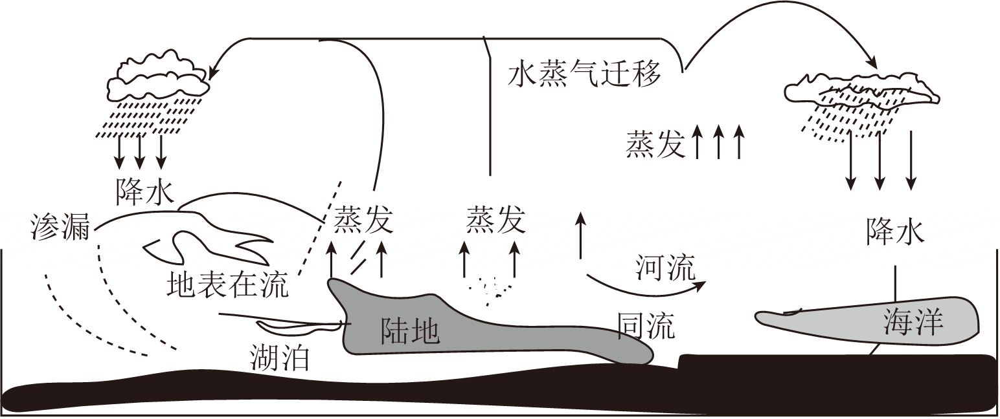 水蒸气迁移
蒸发
降水
渗漏
蒸发
蒸发
降水
地表在流
河流
陆地
同流
海洋
湖泊